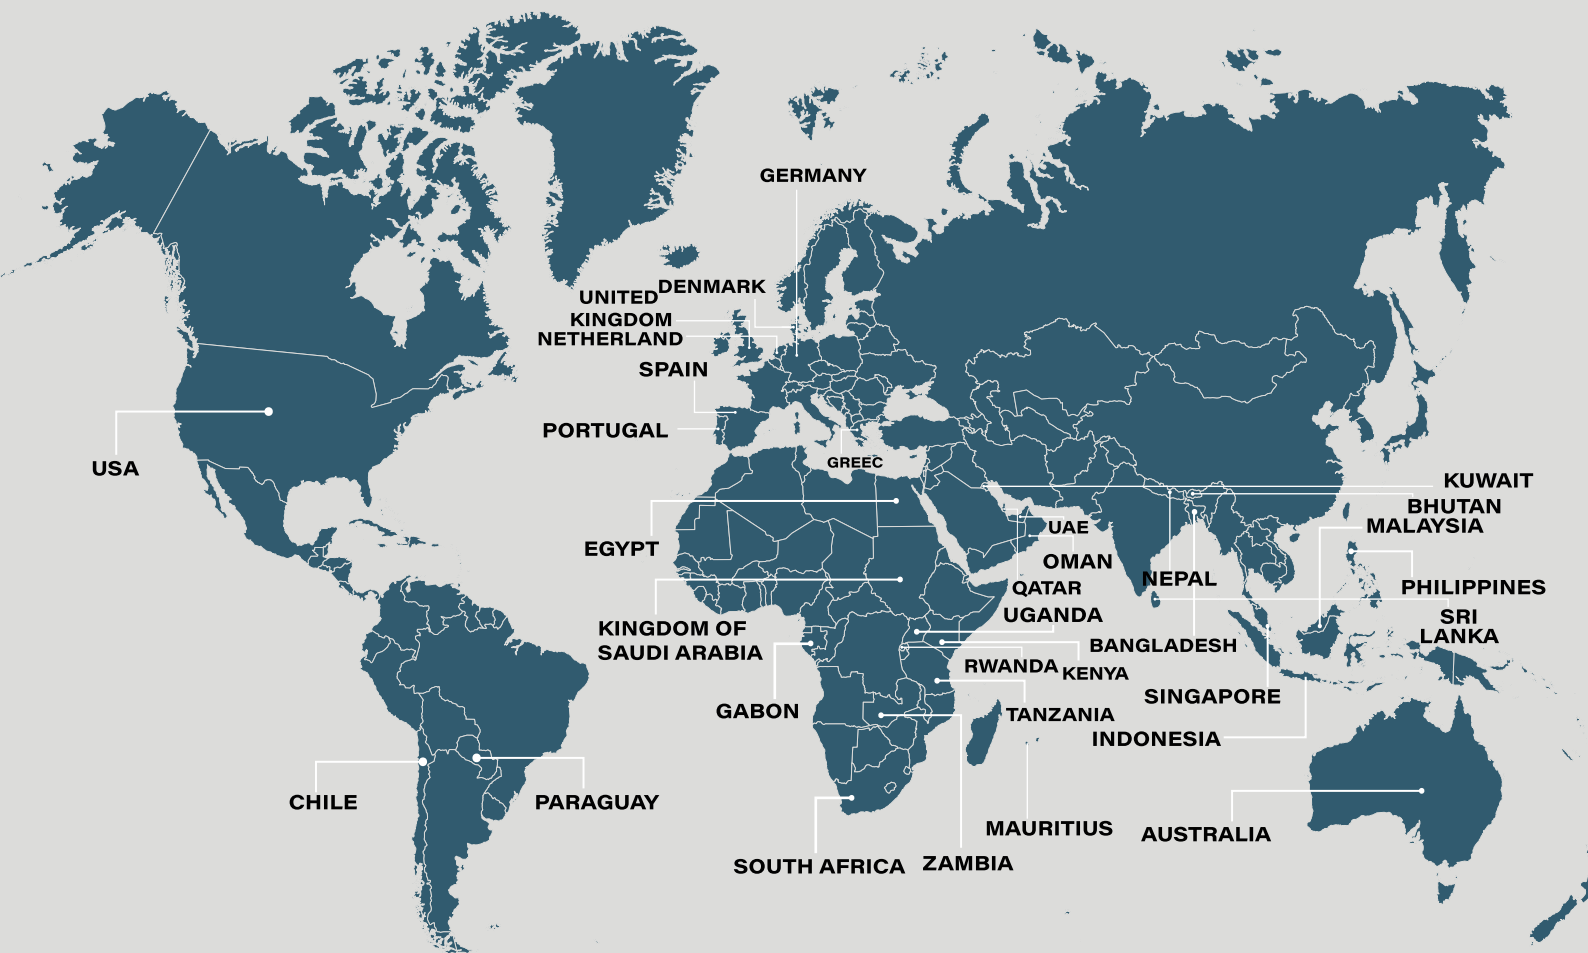 GERMANY
DENMARK
UNITED
KINGDOM
NETHERLAND
SPAIN
PORTUGAL
GREEC
USA
KUWAIT
BHUTAN
MALAYSIA
UAE
EGYPT
OMAN
NEPAL
QATAR
PHILIPPINES
UGANDA
SRI
LANKA
KINGDOM OF
SAUDI ARABIA
BANGLADESH
RWANDA
KENYA
SINGAPORE
GABON
TANZANIA
INDONESIA
CHILE
PARAGUAY
MAURITIUS
AUSTRALIA
SOUTH AFRICA
ZAMBIA